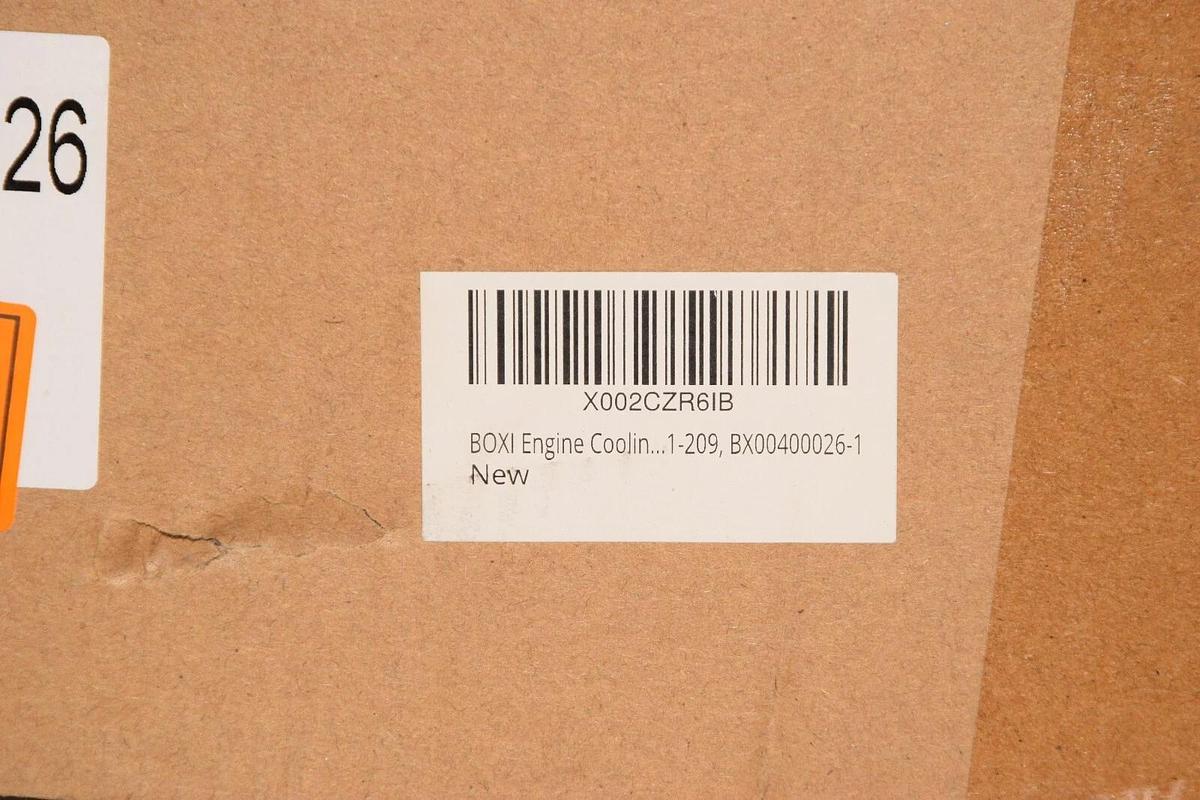 26
X002CZR6IB
BOXI Engine Coolin...1-209, BX00400026-1
New